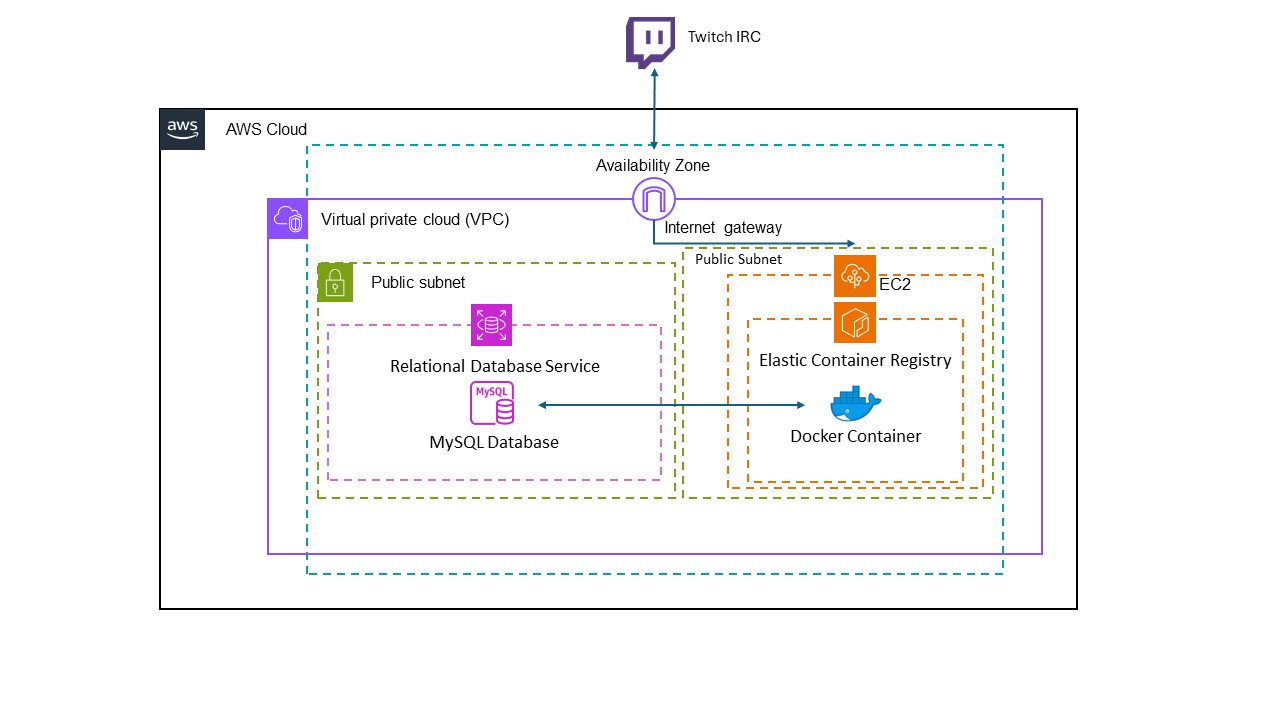 Twitch IRC
aws
AWS Cloud
Availability Zone
Virtual private cloud (VPC)
Internet gateway
Public Subnet
Public subnet
EC2
Relational Database Service
Elastic Container Registry
MySQL
MySQL Database
Docker Container